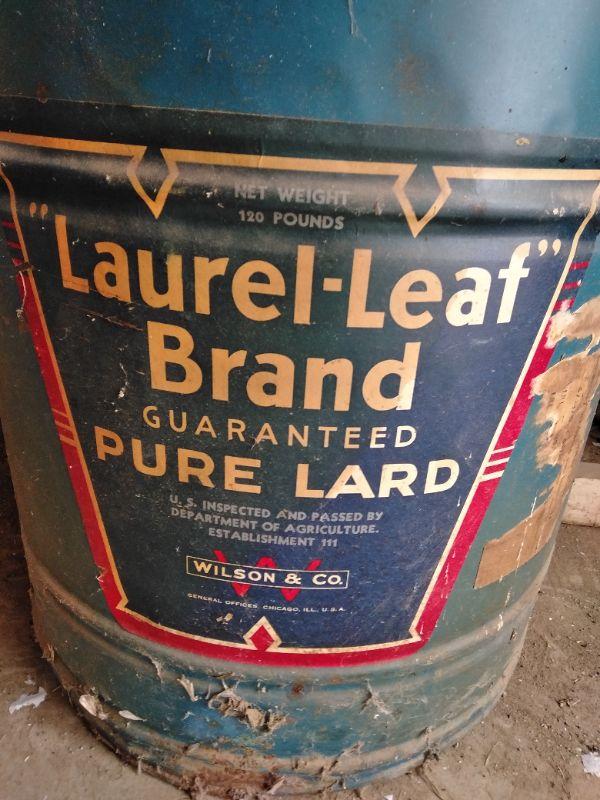 NET WEIGHT
120 POUNDS
"Laurel-Leaf"
Brand
GUARANTEED
PURE LARD
U. S. INSPECTED AND PASSED BY
DEPARTMENT OF AGRICULTURE.
ESTABLISHMENT 111
W
WILSON & CO.
GENERAL OFFICES, CHICAGO, ILL., U.S.A.